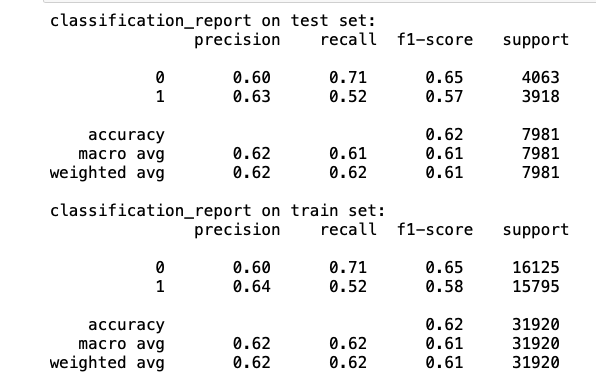 classification_report on test set:
precision recall f1-score support
0 0.60 0.71 0.65 4063
1 0.63 0.52 0.57 3918
accuracy 0.62 7981
macro avg 0.62 0.61 0.61 7981
weighted avg 0.62 0.62 0.61 7981
classification_report on train set:
precision recall f1-score support
0 0.60 0.71 0.65 16125
1 0.64 0.52 0.58 15795
accuracy 0.62 31920
macro avg 0.62 0.62 0.61 31920
weighted avg 0.62 0.62 0.61 31920